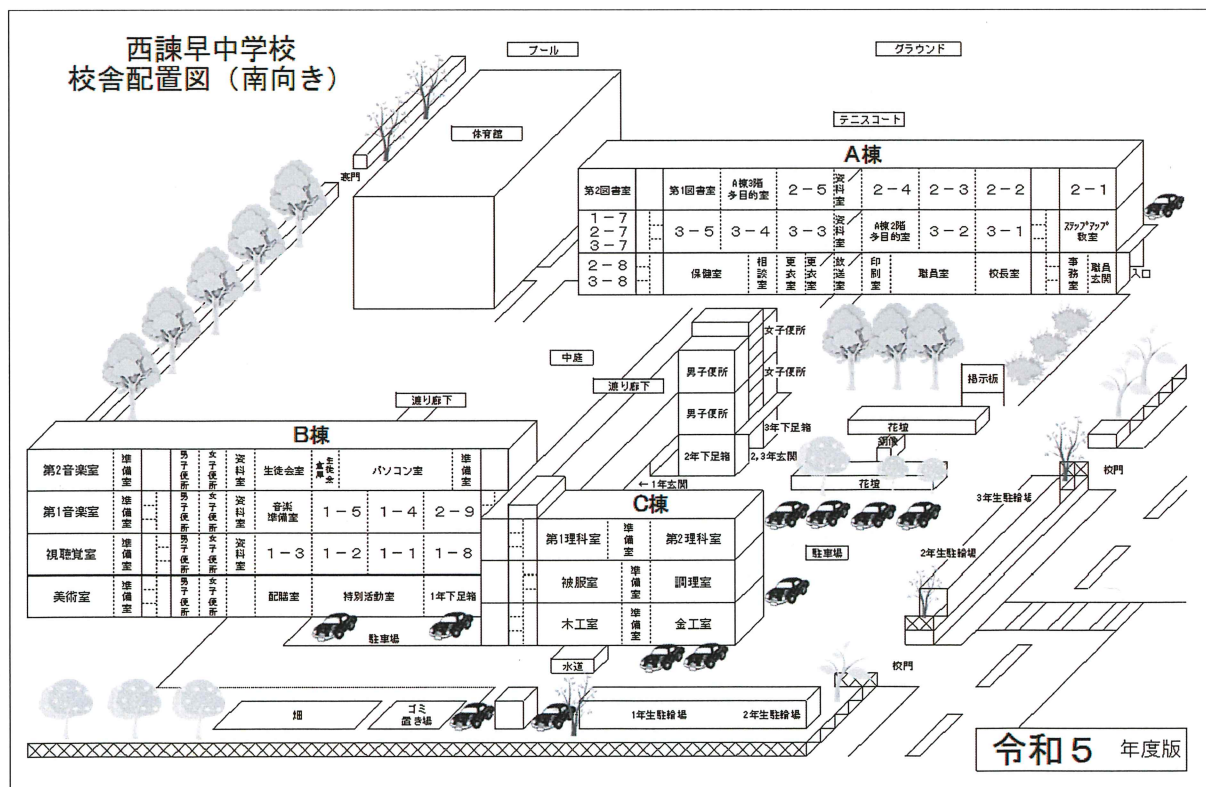 西諫早中学校
校舎配置図（南向き）
プール
グラウンド
体育館
テニスコート
裏門
A棟
第2図書室
第1図書室
A棟3階
多目的室
2－5
資料室
2－4
2－3
2－2
2－1
1－7
2－7
3－7
3－5
3－4
3－3
資料室
A棟2階
多目的室
3－2
3－1
ステップアップ
教室
2－8
3－8
保健室
相談室
更衣室
更衣室
放送室
印刷室
職員室
校長室
事務室
職員
玄関
入口
中庭
渡り廊下
渡り廊下
女子便所
男子便所
女子便所
男子便所
3年下足箱
2年下足箱
2,3年玄関
←1年玄関
掲示板
花壇
銅像
花壇
校門
3年生駐輪場
2年生駐輪場
駐車場
校門
B棟
第2音楽室
準備室
男子便所
女子便所
資料室
生徒会室
生徒会
倉庫
パソコン室
準備室
第1音楽室
準備室
男子便所
女子便所
資料室
音楽
準備室
1－5
1－4
2－9
視聴覚室
準備室
男子便所
女子便所
資料室
1－3
1－2
1－1
1－8
美術室
準備室
男子便所
女子便所
配膳室
特別活動室
1年下足箱
駐車場
C棟
第1理科室
準備室
第2理科室
被服室
準備室
調理室
木工室
準備室
金工室
水道
畑
ゴミ
置き場
1年生駐輪場
2年生駐輪場
令和5 年度版